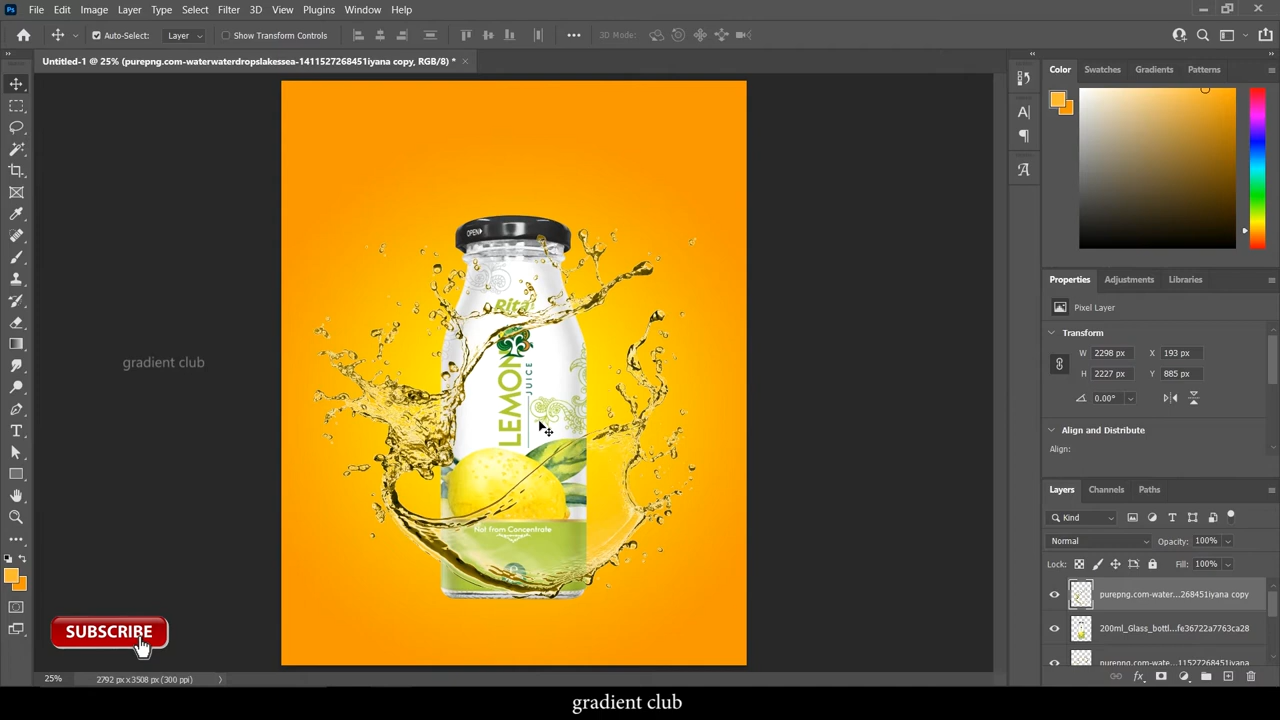 File Edit Image Layer Type Select Filter 3D View Plugins Window Help
Auto-Select: Layer Show Transform Controls 3D Mode:
Untitled-1 @ 25% (purepng.com-waterwaterdropslakessea-1411527268451iyana copy, RGB/8) *
Color Swatches Gradients Patterns
OPEN
Rita
LEMON
JUICE
Not from Concentrate
gradient club
SUBSCRIBE
Properties Adjustments Libraries
Pixel Layer
Transform
W 2298 px X 193 px
H 2227 px Y 885 px
0.00°
Align and Distribute
Align:
Layers Channels Paths
Kind
Normal Opacity: 100%
Lock: Fill: 100%
purepng.com-water...268451iyana copy
200ml_Glass_bottl...fe36722a7763ca28
purepng.com-wate...11527268451iyana
25% 2792 px x 3508 px (300 ppi)
gradient club